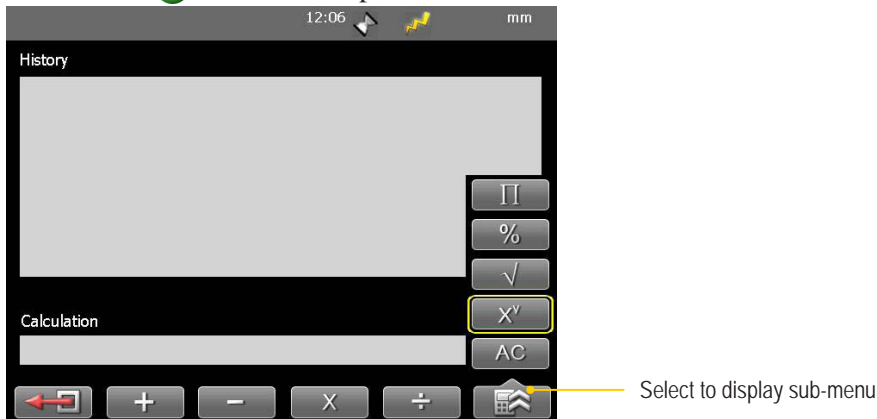 12:06 mm
History
∏
%
√
X^y
Calculation
AC
+ - X ÷
Select to display sub-menu